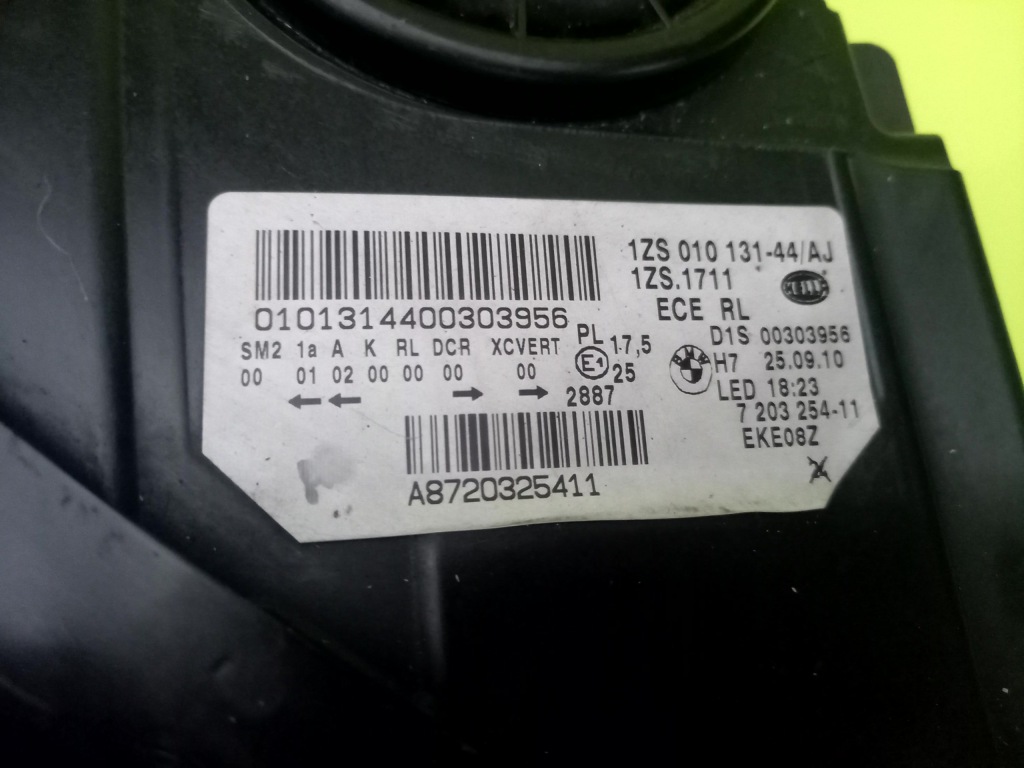 1ZS 010 131-44/AJ
1ZS.1711
HELLA
ECE RL
0101314400303956
PL 17,5
D1S 00303956
SM2 1a A K RL DCR XCVERT
E1
BMW
H7 25.09.10
00 01 02 00 00 00 00
25
LED 18:23
2887
7 203 254-11
EKE08Z
A8720325411